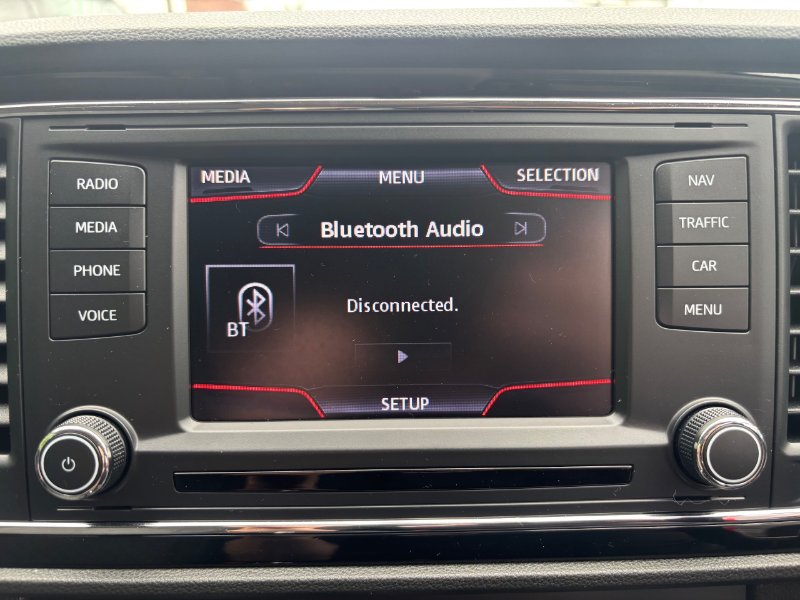 RADIO
MEDIA
PHONE
VOICE
MEDIA
MENU
SELECTION
Bluetooth Audio
BT
Disconnected.
SETUP
NAV
TRAFFIC
CAR
MENU